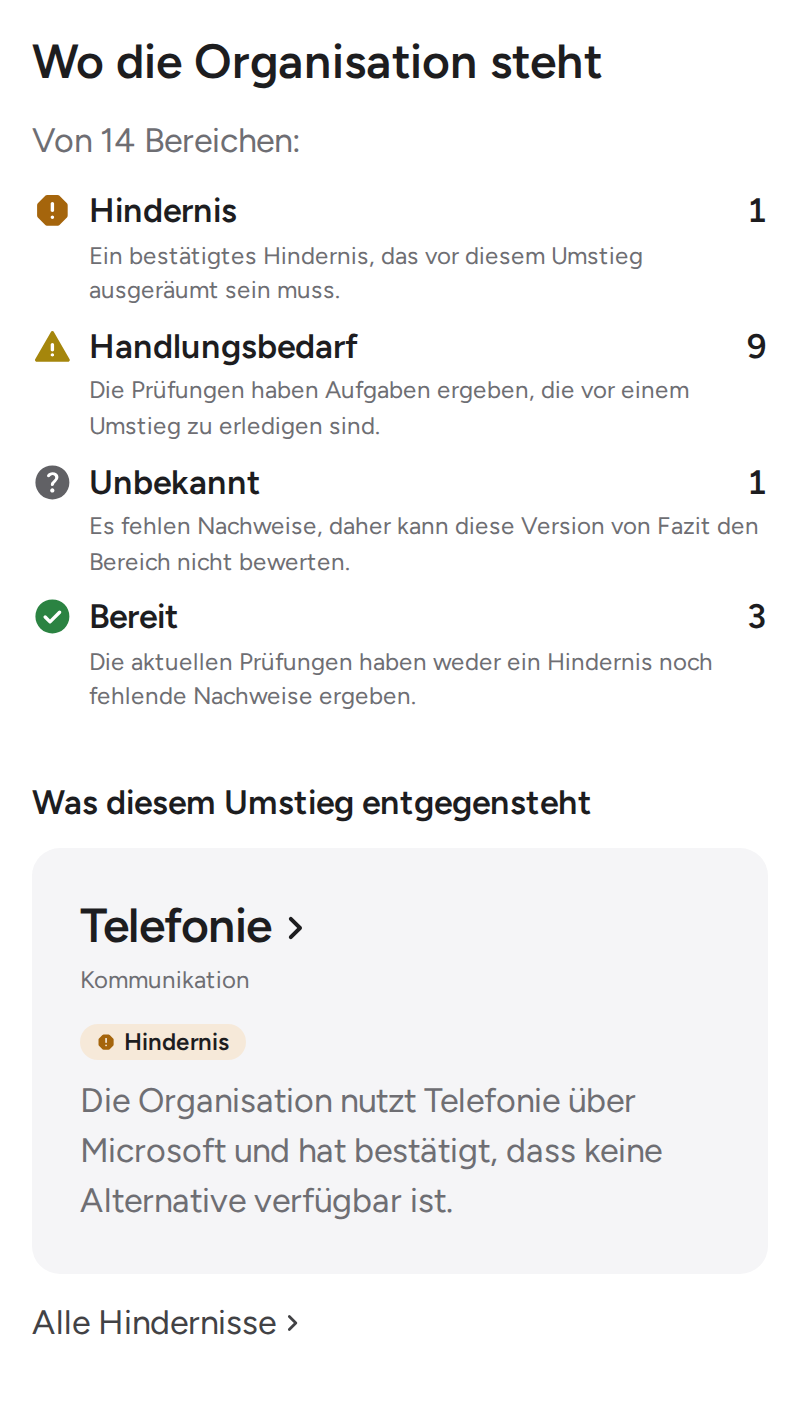 Wo die Organisation steht
Von 14 Bereichen:
Hindernis 1
Ein bestätigtes Hindernis, das vor diesem Umstieg
ausgeräumt sein muss.
Handlungsbedarf 9
Die Prüfungen haben Aufgaben ergeben, die vor einem
Umstieg zu erledigen sind.
Unbekannt 1
Es fehlen Nachweise, daher kann diese Version von Fazit den
Bereich nicht bewerten.
Bereit 3
Die aktuellen Prüfungen haben weder ein Hindernis noch
fehlende Nachweise ergeben.
Was diesem Umstieg entgegensteht
Telefonie
Kommunikation
Hindernis
Die Organisation nutzt Telefonie über
Microsoft und hat bestätigt, dass keine
Alternative verfügbar ist.
Alle Hindernisse